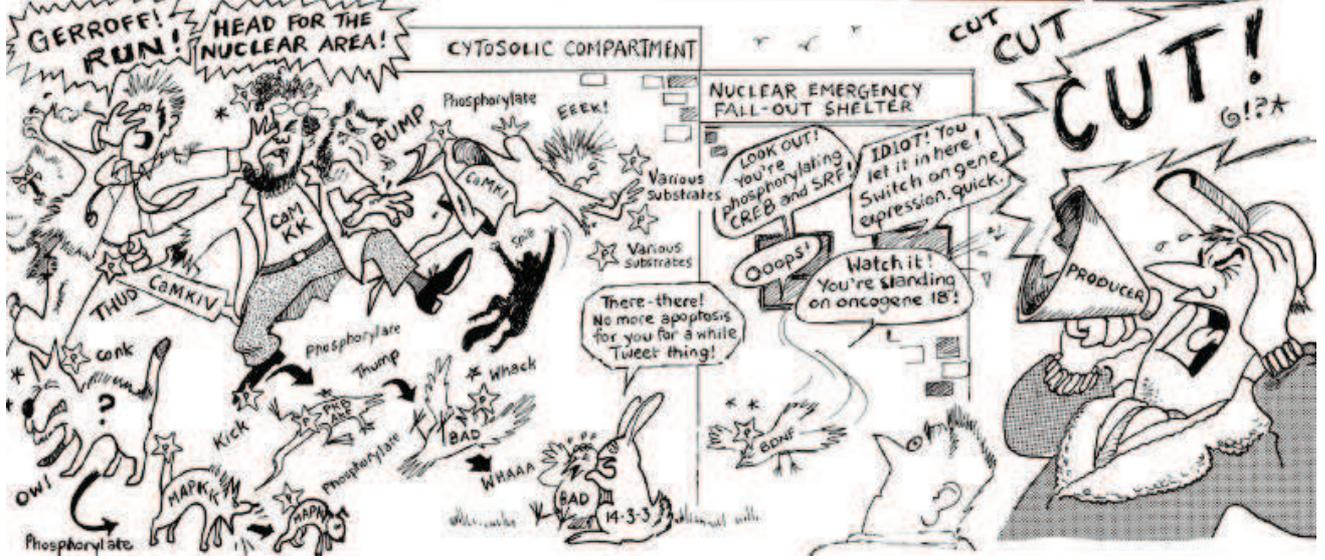 GERROFF!
RUN!
HEAD FOR THE
NUCLEAR AREA!
CYTOSOLIC COMPARTMENT
NUCLEAR EMERGENCY
FALL-OUT SHELTER
CUT
CUT
CUT!
@!?*
Phosphorylate
EEEK!
BUMP
CaMKI
Various
Substrates
P
P
Various
Substrates
P
P
P
CaM
KK
Splat
LOOK OUT!
You're
phosphorylating
CREB and SRF!
IDIOT! You
let it in here!
Switch on gene
expression, quick.
Ooops!
Watch it!
You're standing
on oncogene 18!
PRODUCER
P
THUD
CaMKIV
There-there!
No more apoptosis
for you for a while
Tweet thing!
P
conk
?
OW!
Phosphorylate
P
MAPKK
P
MAPK
Kick
Phosphorylate
Thump
P
P
PKB
Phosphorylate
Whack
P
BAD
WHAAA
BAD
14-3-3
P
BDNF